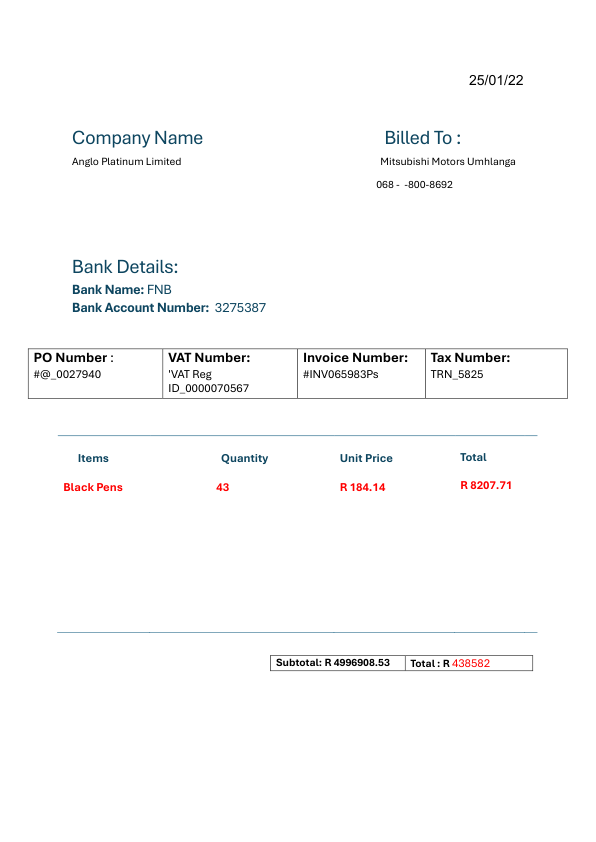 25/01/22
Company Name
Billed To :
Anglo Platinum Limited
Mitsubishi Motors Umhlanga
068 - -800-8692
Bank Details:
Bank Name: FNB
Bank Account Number: 3275387
PO Number : VAT Number: Invoice Number: Tax Number:
#@_0027940 'VAT Reg #INV065983Ps TRN_5825
ID_0000070567
Items Quantity Unit Price Total
Black Pens 43 R 184.14 R 8207.71
Subtotal: R 4996908.53 Total : R 438582